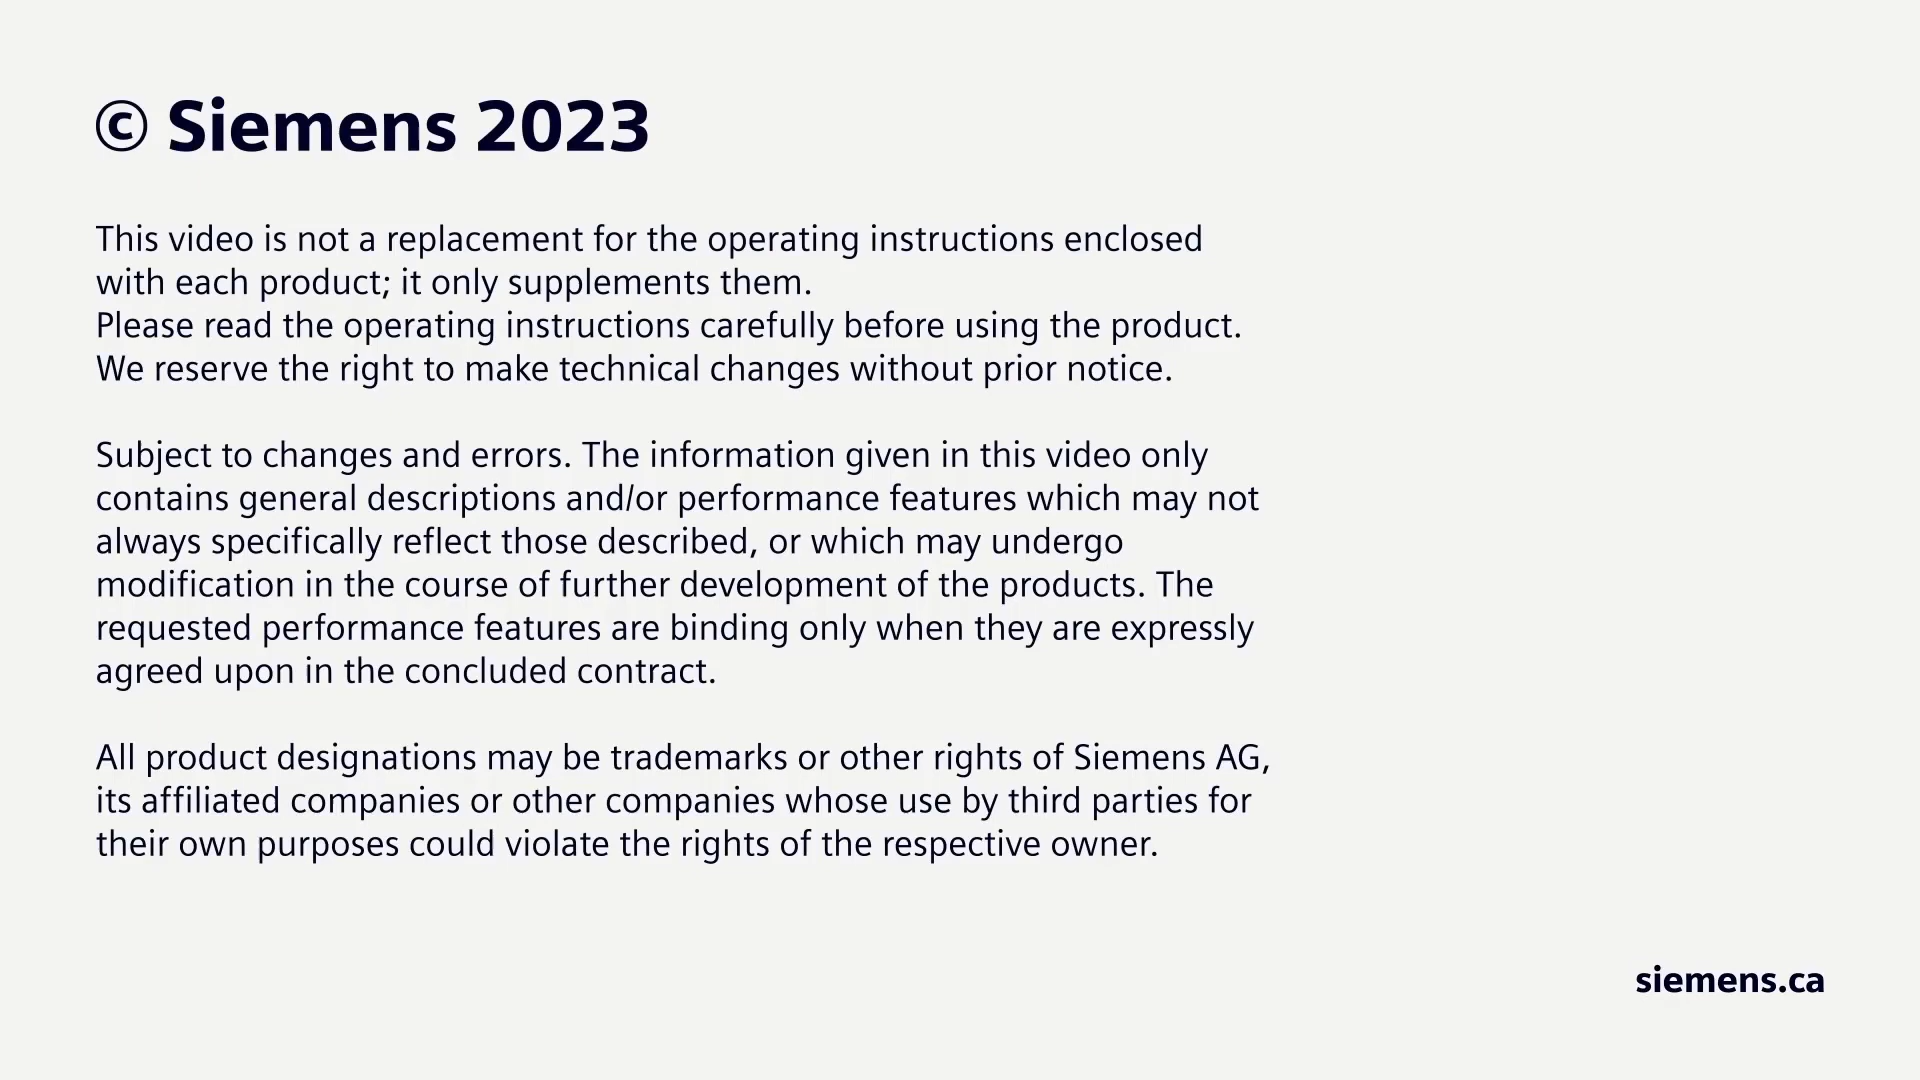 © Siemens 2023
This video is not a replacement for the operating instructions enclosed
with each product; it only supplements them.
Please read the operating instructions carefully before using the product.
We reserve the right to make technical changes without prior notice.
Subject to changes and errors. The information given in this video only
contains general descriptions and/or performance features which may not
always specifically reflect those described, or which may undergo
modification in the course of further development of the products. The
requested performance features are binding only when they are expressly
agreed upon in the concluded contract.
All product designations may be trademarks or other rights of Siemens AG,
its affiliated companies or other companies whose use by third parties for
their own purposes could violate the rights of the respective owner.
siemens.ca